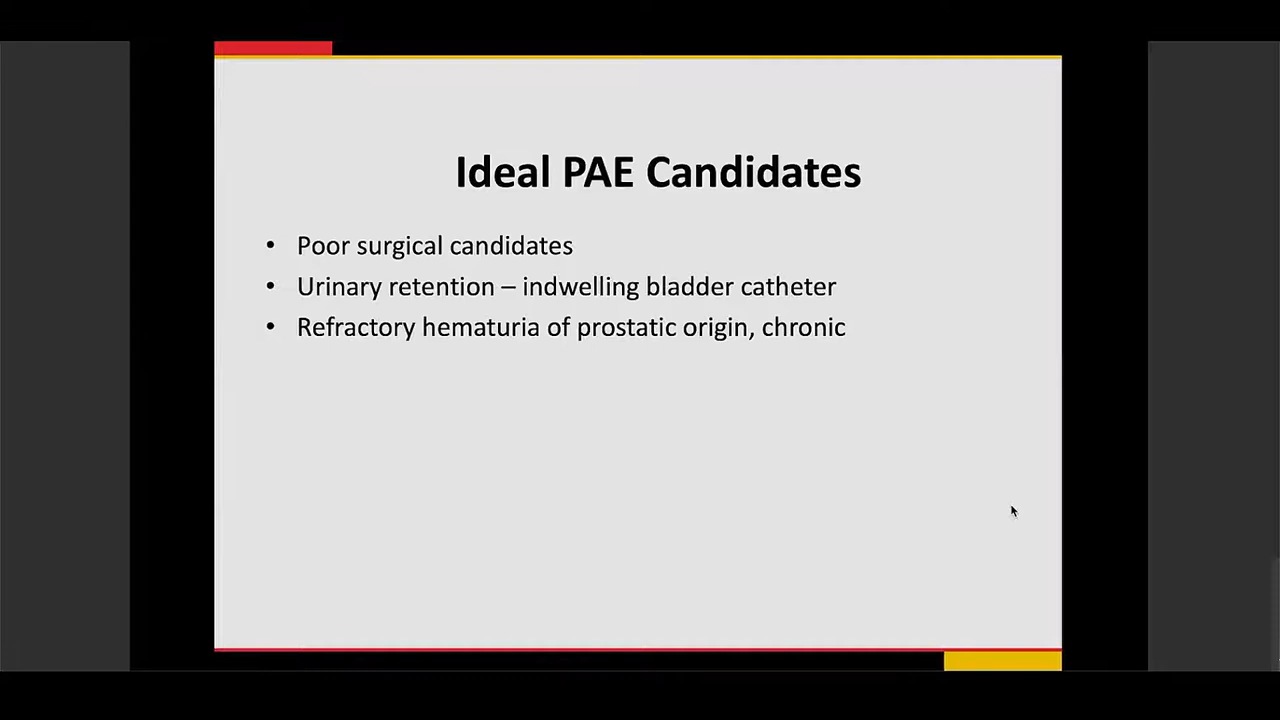 Ideal PAE Candidates
• Poor surgical candidates
• Urinary retention – indwelling bladder catheter
• Refractory hematuria of prostatic origin, chronic